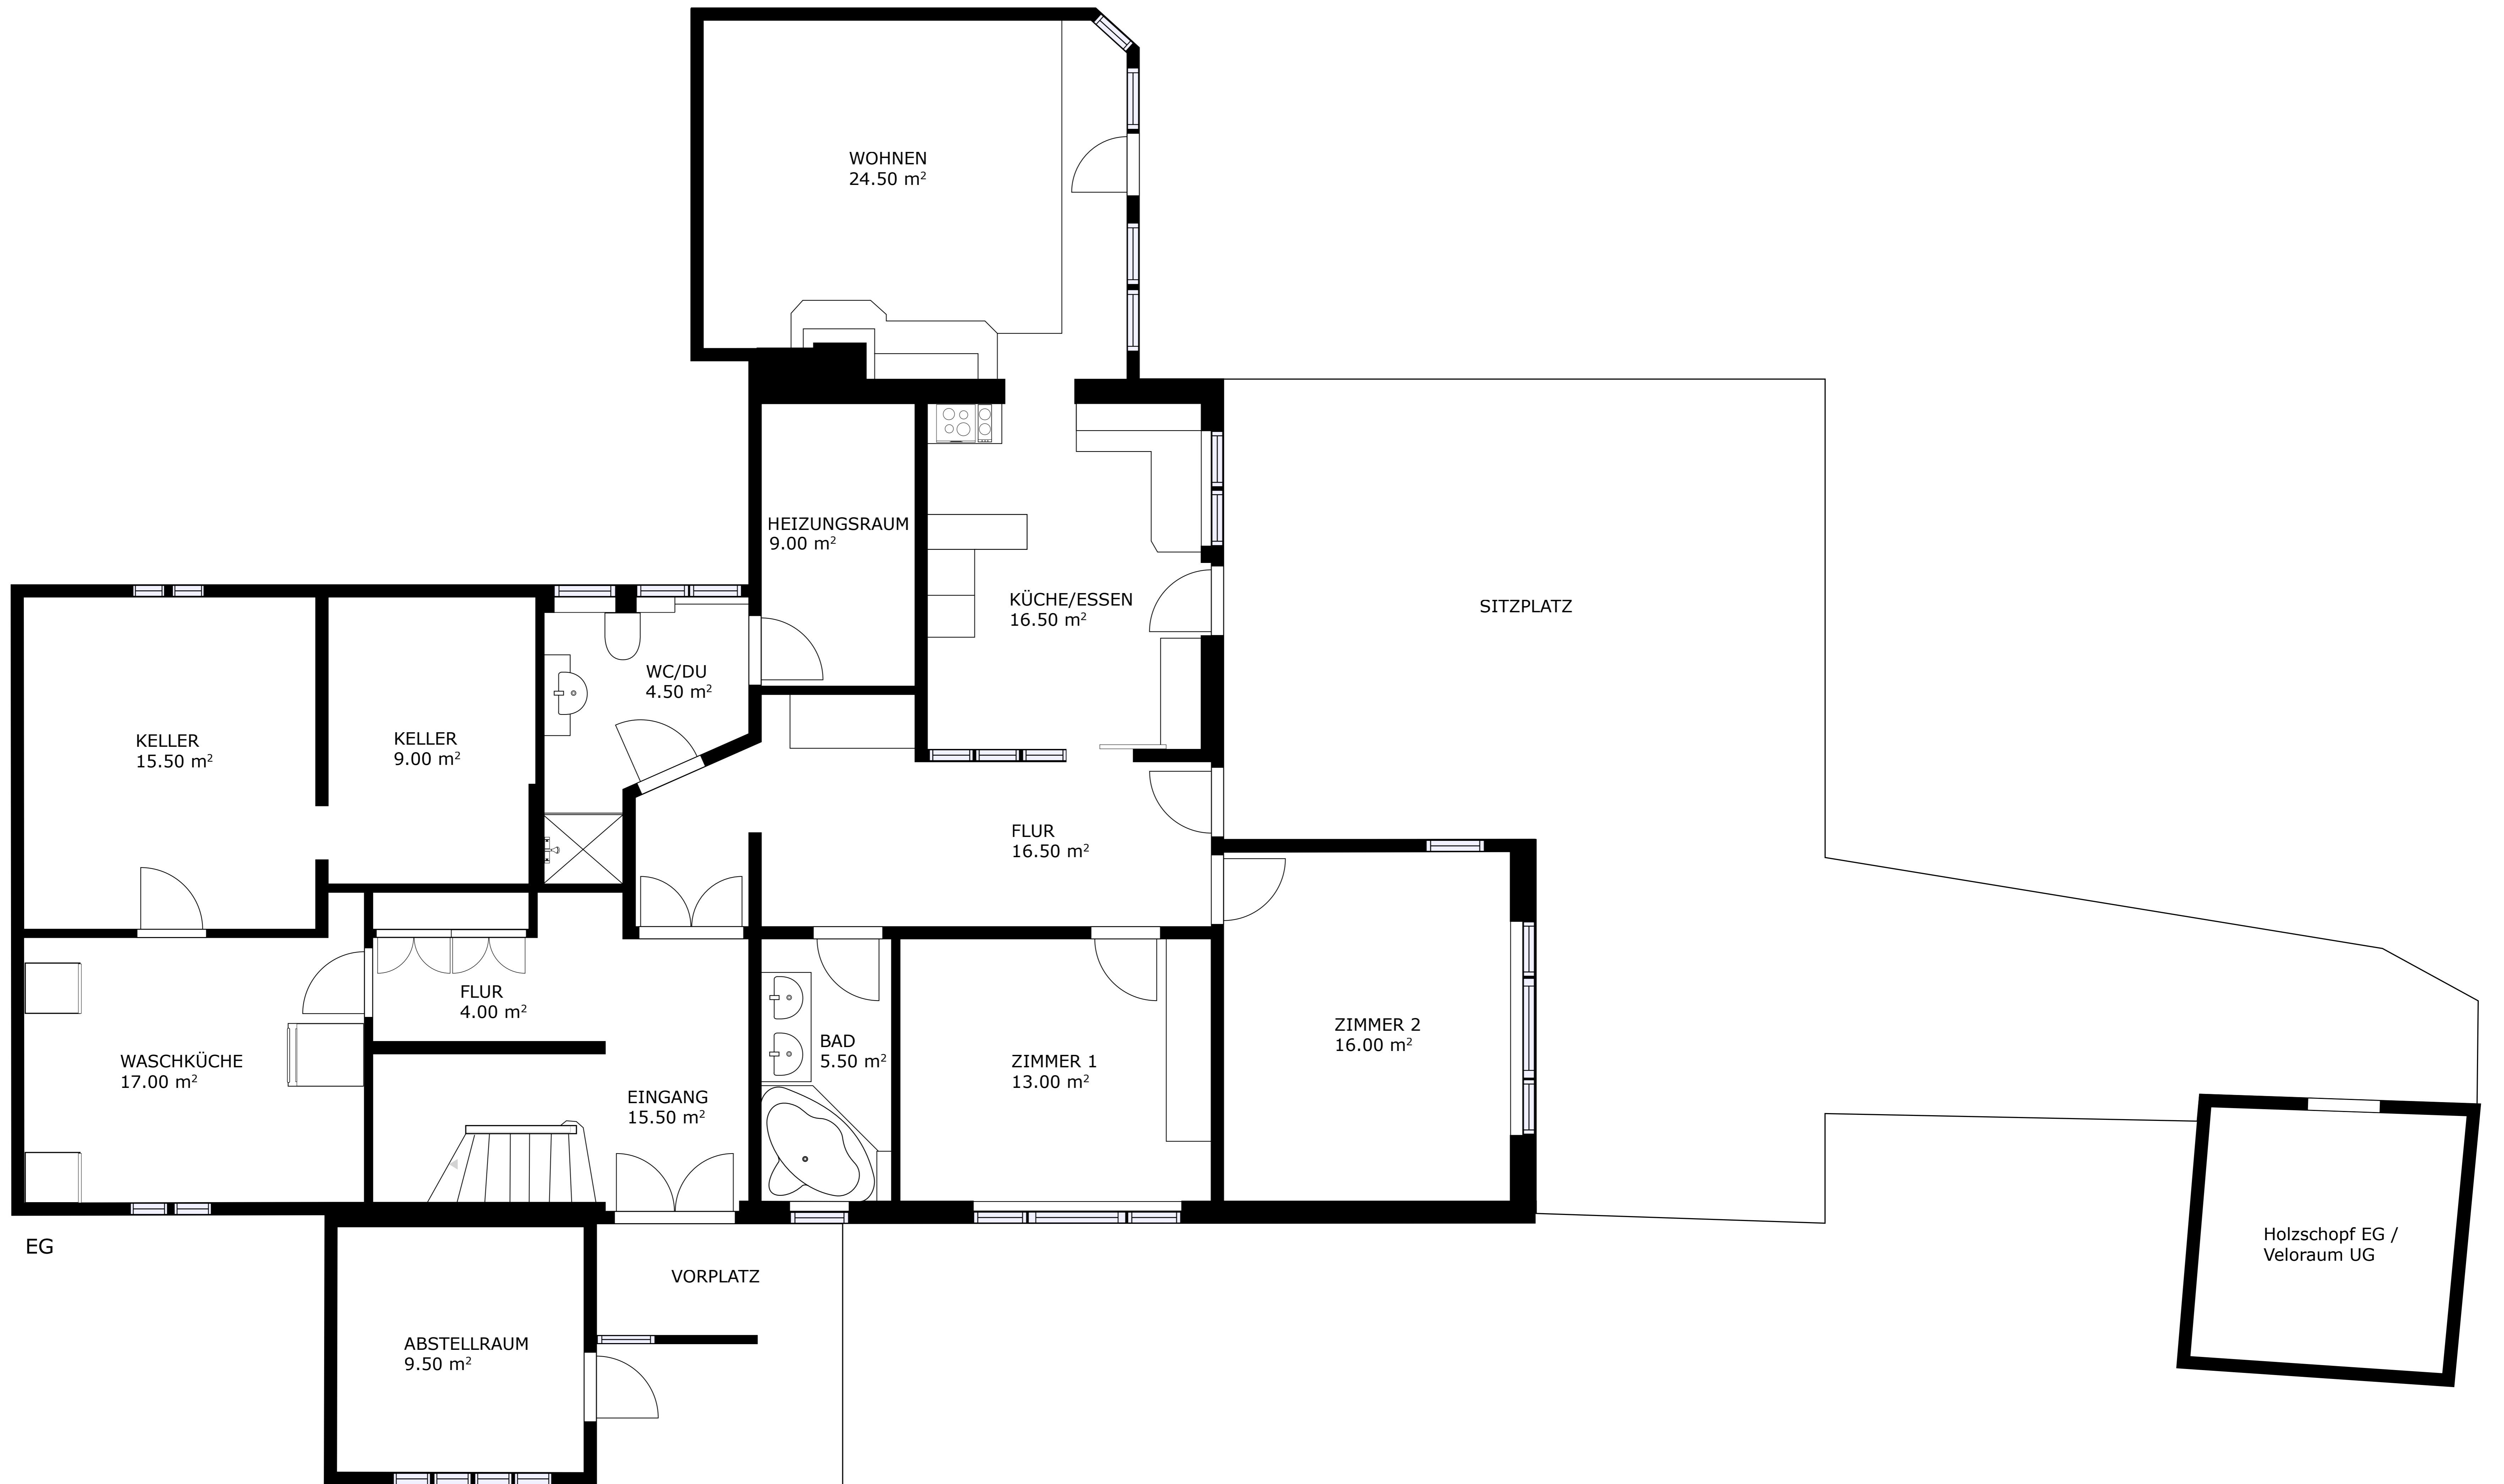 WOHNEN
24.50 m²
HEIZUNGSRAUM
9.00 m²
KÜCHE/ESSEN
16.50 m²
SITZPLATZ
WC/DU
4.50 m²
KELLER
15.50 m²
KELLER
9.00 m²
FLUR
16.50 m²
FLUR
4.00 m²
WASCHKÜCHE
17.00 m²
EINGANG
15.50 m²
BAD
5.50 m²
ZIMMER 1
13.00 m²
ZIMMER 2
16.00 m²
EG
VORPLATZ
ABSTELLRAUM
9.50 m²
Holzschopf EG /
Veloraum UG